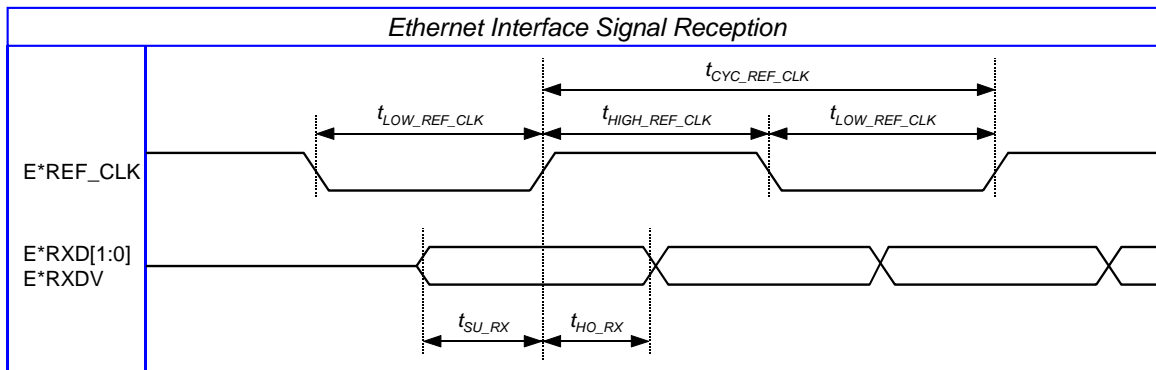 Ethernet Interface Signal Reception
tCYC_REF_CLK
tLOW_REF_CLK
tHIGH_REF_CLK
tLOW_REF_CLK
E*REF_CLK
E*RXD[1:0]
E*RXDV
tSU_RX
tHO_RX